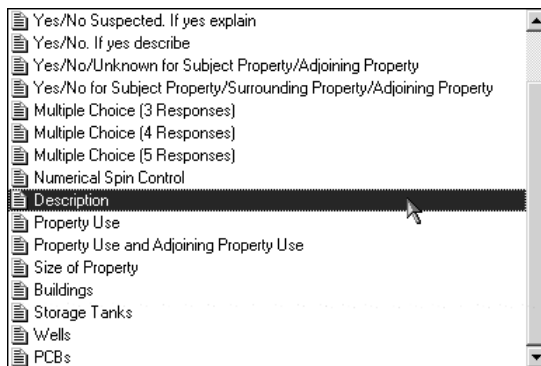 Yes/No Suspected. If yes explain
Yes/No. If yes describe
Yes/No/Unknown for Subject Property/Adjoining Property
Yes/No for Subject Property/Surrounding Property/Adjoining Property
Multiple Choice (3 Responses)
Multiple Choice (4 Responses)
Multiple Choice (5 Responses)
Numerical Spin Control
Description
Property Use
Property Use and Adjoining Property Use
Size of Property
Buildings
Storage Tanks
Wells
PCBs